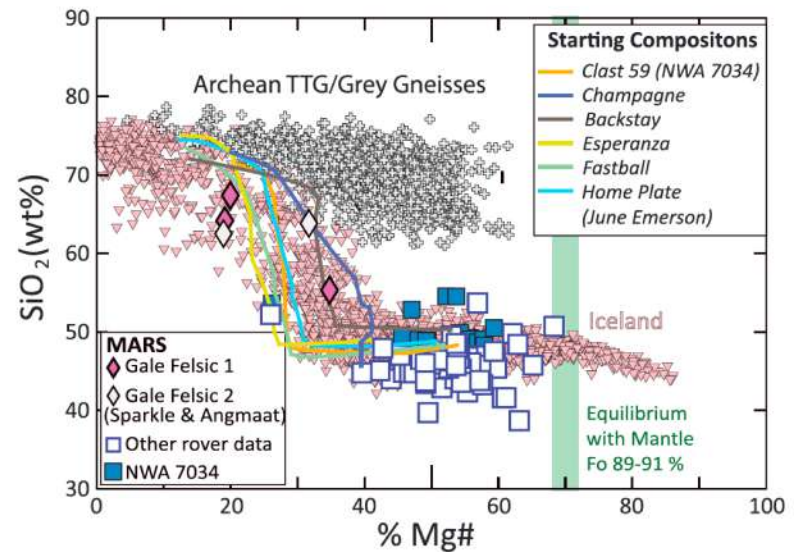 Archean TTG/Grey Gneisses
Starting Compositons
Clast 59 (NWA 7034)
Champagne
Backstay
Esperanza
Fastball
Home Plate
(June Emerson)
Iceland
MARS
Gale Felsic 1
Gale Felsic 2
(Sparkle & Angmaat)
Other rover data
NWA 7034
Equilibrium
with Mantle
Fo 89-91 %
SiO2(wt%)
90
80
70
60
50
40
30
0 20 40 60 80 100
% Mg#